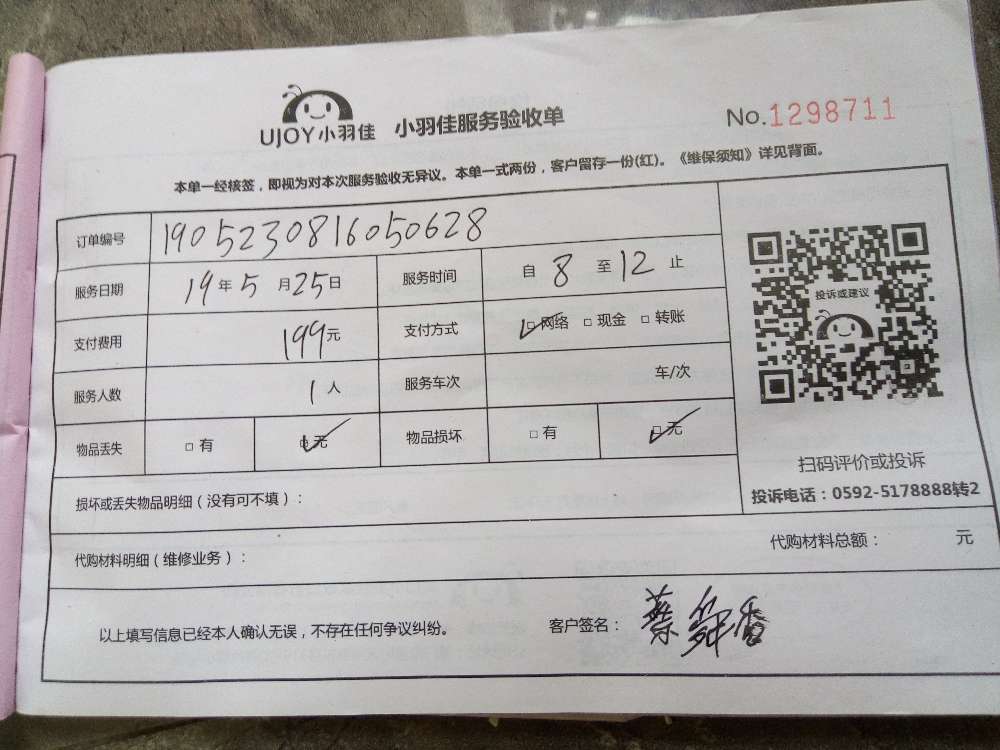 UJOY小羽佳 小羽佳服务验收单 No.1298711
本单一经核签，即视为对本次服务验收无异议。本单一式两份，客户留存一份(红)。《维保须知》详见背面。
订单编号 1905230816050628
服务日期 19年5月25日 服务时间 自8至12止
支付费用 199元 支付方式 □网络 □现金 □转账
服务人数 1人 服务车次 车/次
物品丢失 □有 □无 物品损坏 □有 □无
投诉或建议
扫码评价或投诉
投诉电话：0592-5178888转2
损坏或丢失物品明细（没有可不填）：
代购材料明细（维修业务）： 代购材料总额： 元
以上填写信息已经本人确认无误，不存在任何争议纠纷。 客户签名：蔡舜香